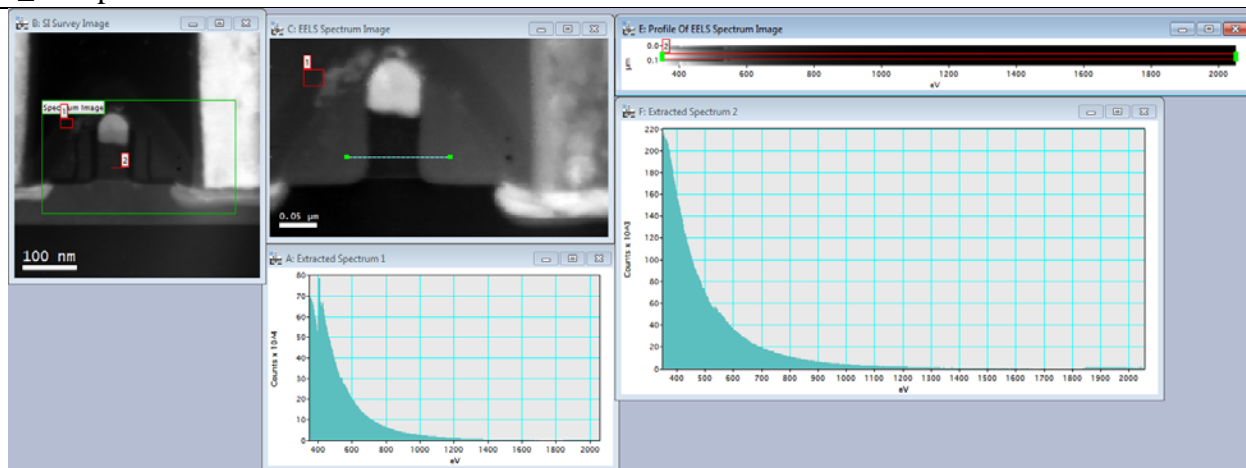 B: SI Survey Image
Spectrum Image
1
2
100 nm
C: EELS Spectrum Image
1
0.05 µm
A: Extracted Spectrum 1
80
70
60
50
40
30
20
10
0
Counts x 10^4
400 600 800 1000 1200 1400 1600 1800 2000
eV
E: Profile Of EELS Spectrum Image
0.0
0.1
µm
2
400 600 800 1000 1200 1400 1600 1800 2000
eV
F: Extracted Spectrum 2
220
200
180
160
140
120
100
80
60
40
20
0
Counts x 10^3
400 500 600 700 800 900 1000 1100 1200 1300 1400 1500 1600 1700 1800 1900 2000
eV